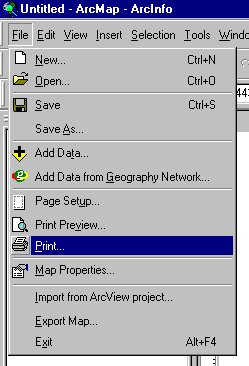 Untitled - ArcMap - ArcInfo
File Edit View Insert Selection Tools
New... Ctrl+N
Open... Ctrl+O
Save Ctrl+S
Save As...
Add Data...
Add Data from Geography Network...
Page Setup...
Print Preview...
Print...
Map Properties...
Import from ArcView project...
Export Map...
Exit Alt+F4